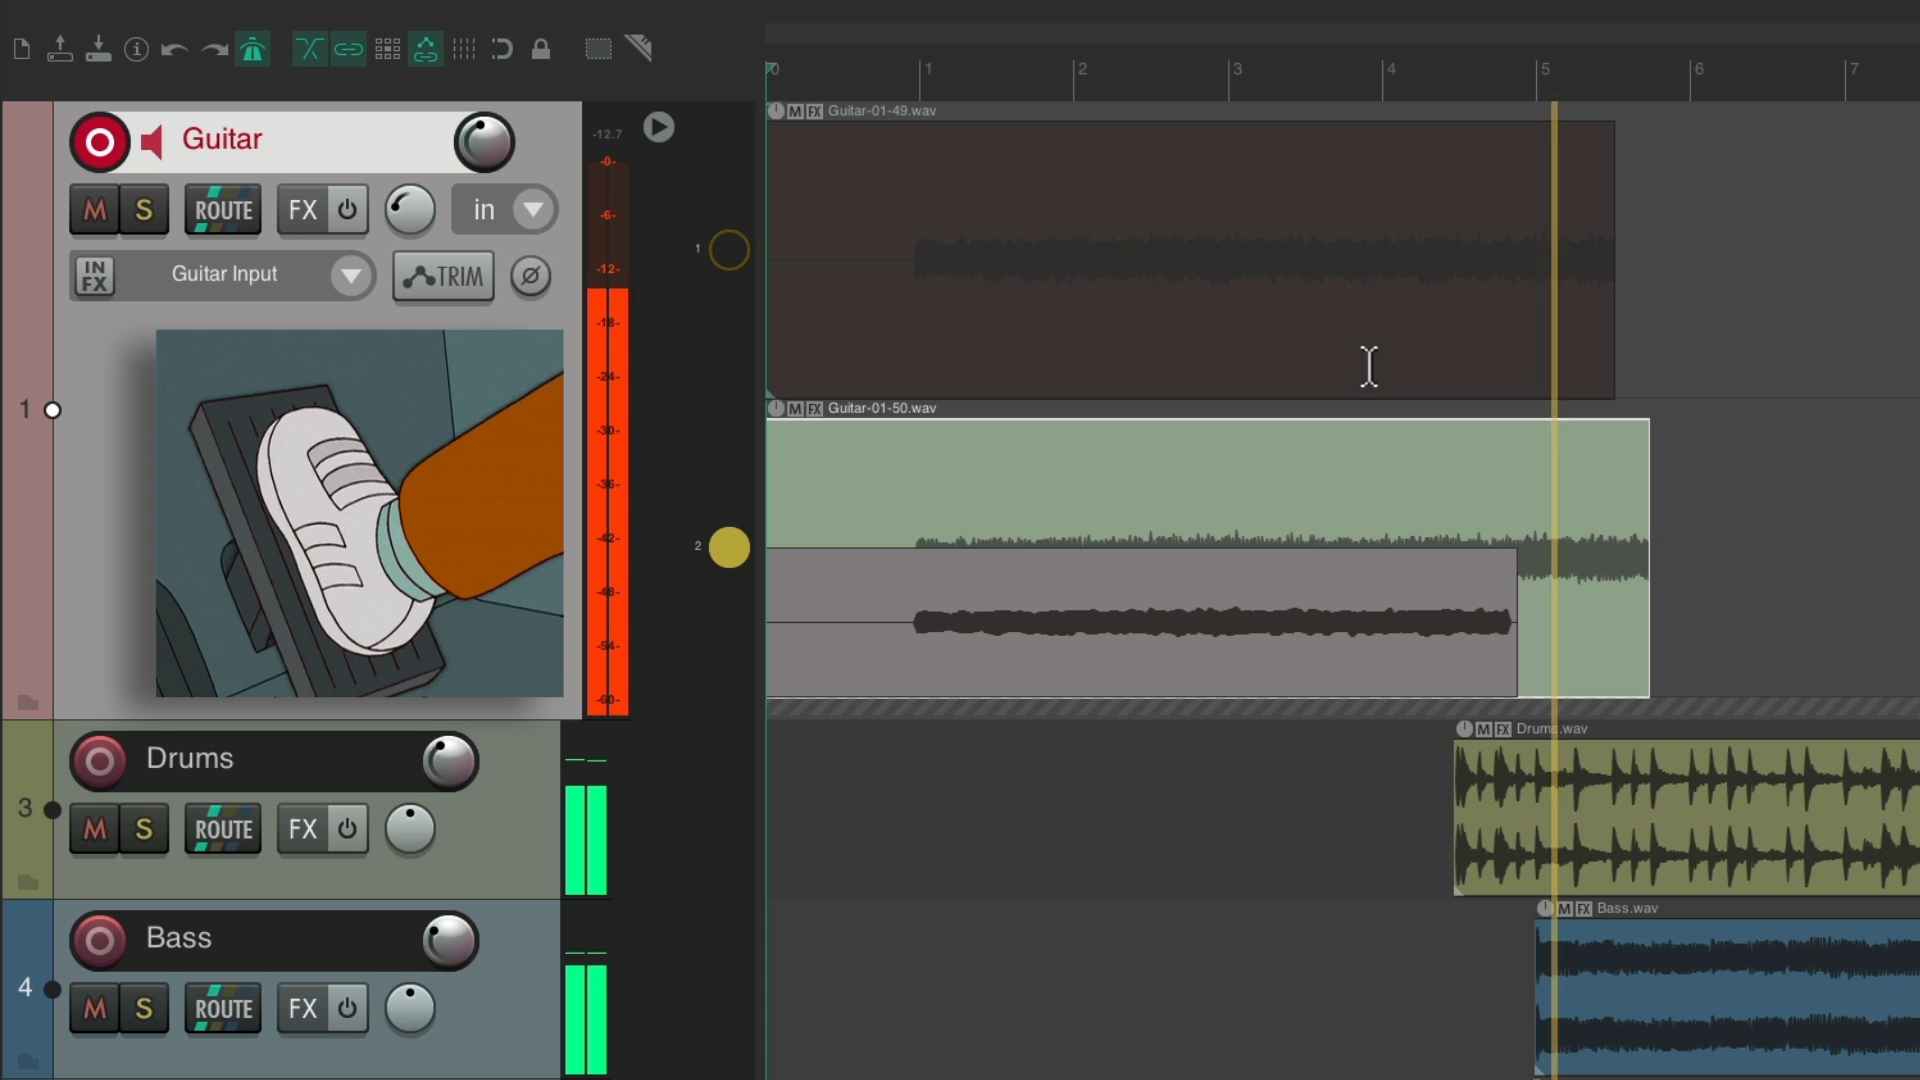 0 1 2 3 4 5 6 7
M FX Guitar-01-49.wav
Guitar
-12.7
-0-
-6-
-12-
-18-
-24-
-30-
-36-
-42-
-48-
-54-
-60-
M S ROUTE FX in
IN FX Guitar Input TRIM
1
1
M FX Guitar-01-50.wav
2
M FX Drums.wav
Drums
3
M S ROUTE FX
M FX Bass.wav
Bass
4
M S ROUTE FX